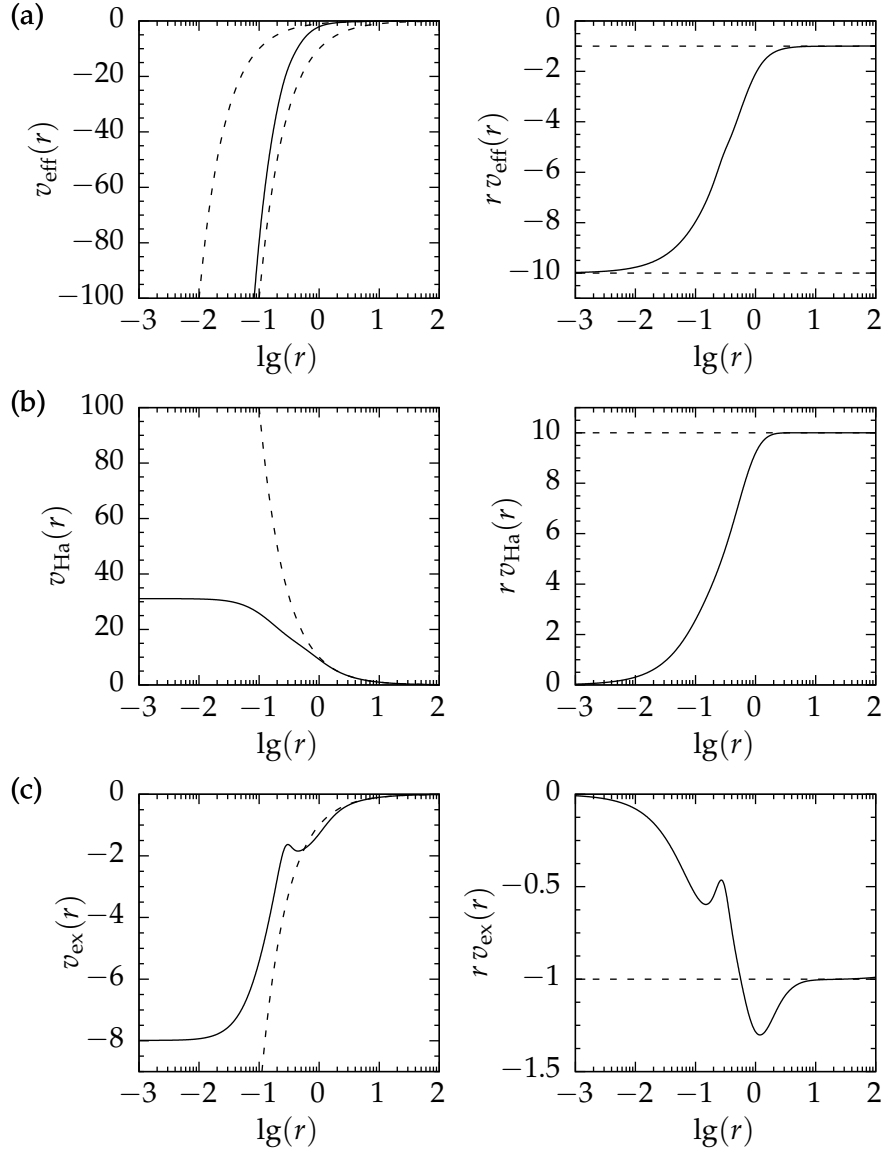 (a)
0
−20
−40
−60
−80
−100
v_eff(r)
−3 −2 −1 0 1 2
lg(r)
0
−2
−4
−6
−8
−10
r v_eff(r)
−3 −2 −1 0 1 2
lg(r)
(b)
100
80
60
40
20
0
v_Ha(r)
−3 −2 −1 0 1 2
lg(r)
10
8
6
4
2
0
r v_Ha(r)
−3 −2 −1 0 1 2
lg(r)
(c)
0
−2
−4
−6
−8
v_ex(r)
−3 −2 −1 0 1 2
lg(r)
0
−0.5
−1
−1.5
r v_ex(r)
−3 −2 −1 0 1 2
lg(r)